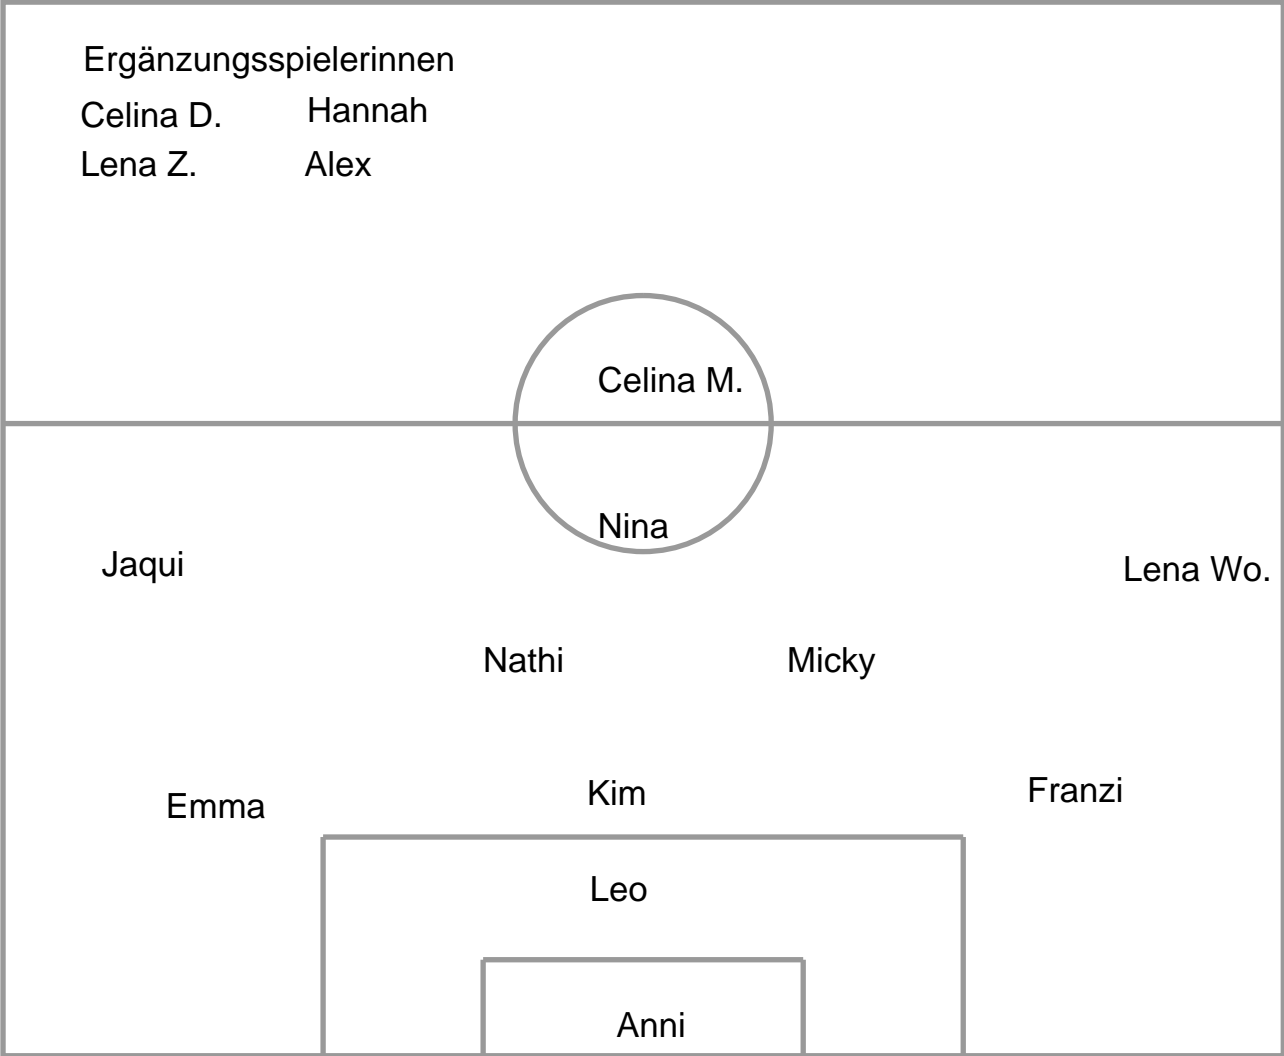 Ergänzungsspielerinnen
Celina D. Hannah
Lena Z. Alex
Celina M.
Nina
Jaqui Lena Wo.
Nathi Micky
Emma Kim Franzi
Leo
Anni